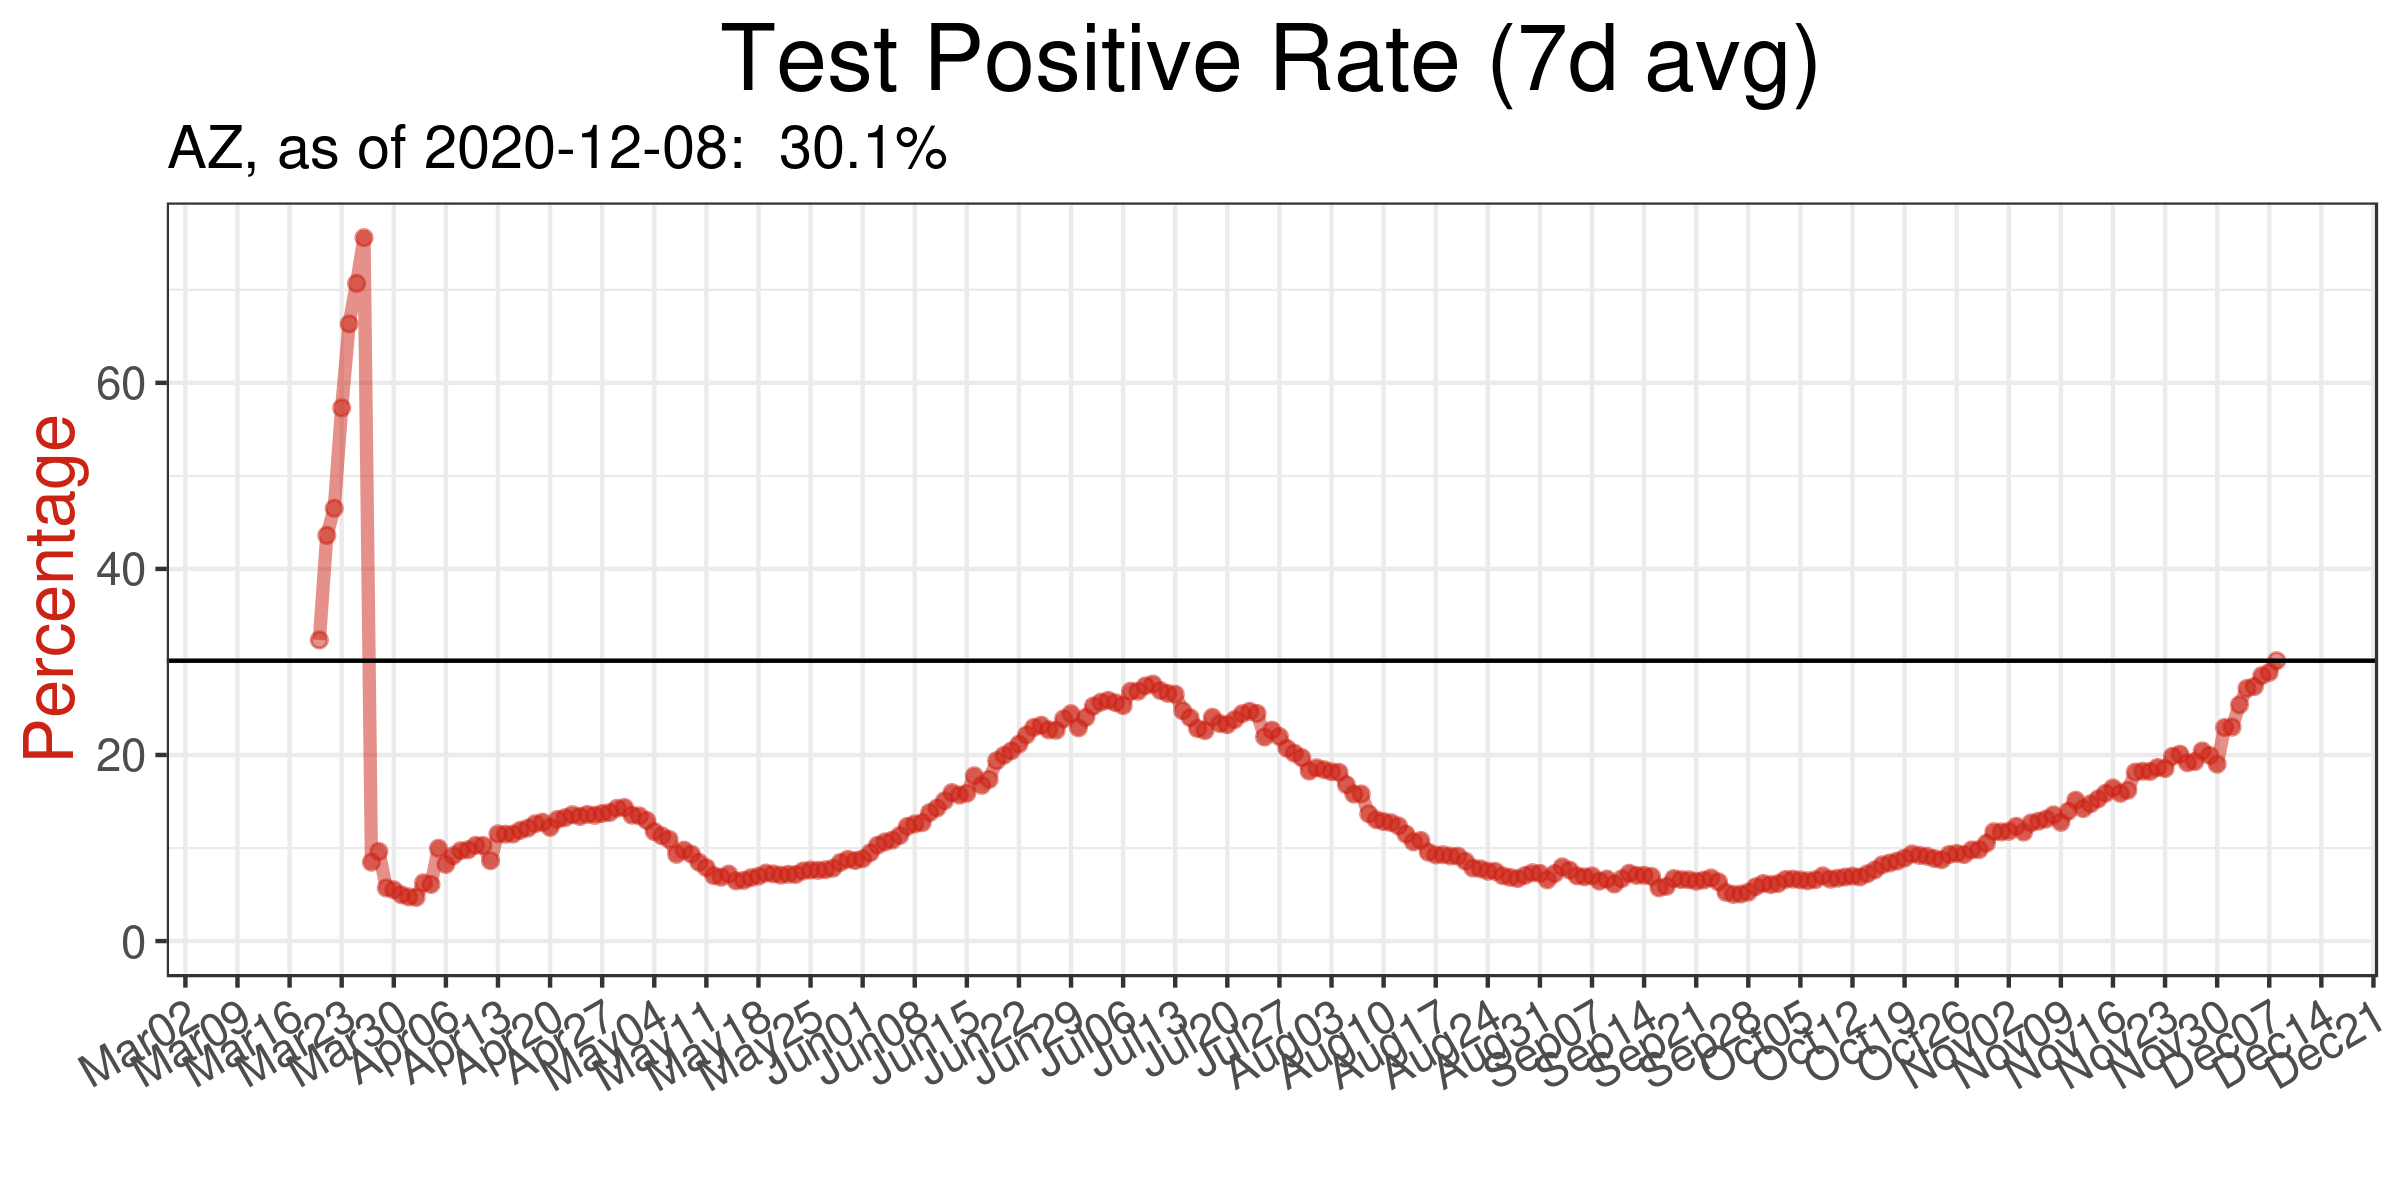 Test Positive Rate (7d avg)
AZ, as of 2020-12-08:  30.1%
Percentage
60
40
20
0
Mar02
Mar09
Mar16
Mar23
Mar30
Apr06
Apr13
Apr20
Apr27
May04
May11
May18
May25
Jun01
Jun08
Jun15
Jun22
Jun29
Jul06
Jul13
Jul20
Jul27
Aug03
Aug10
Aug17
Aug24
Aug31
Sep07
Sep14
Sep21
Sep28
Oct05
Oct12
Oct19
Oct26
Nov02
Nov09
Nov16
Nov23
Nov30
Dec07
Dec14
Dec21